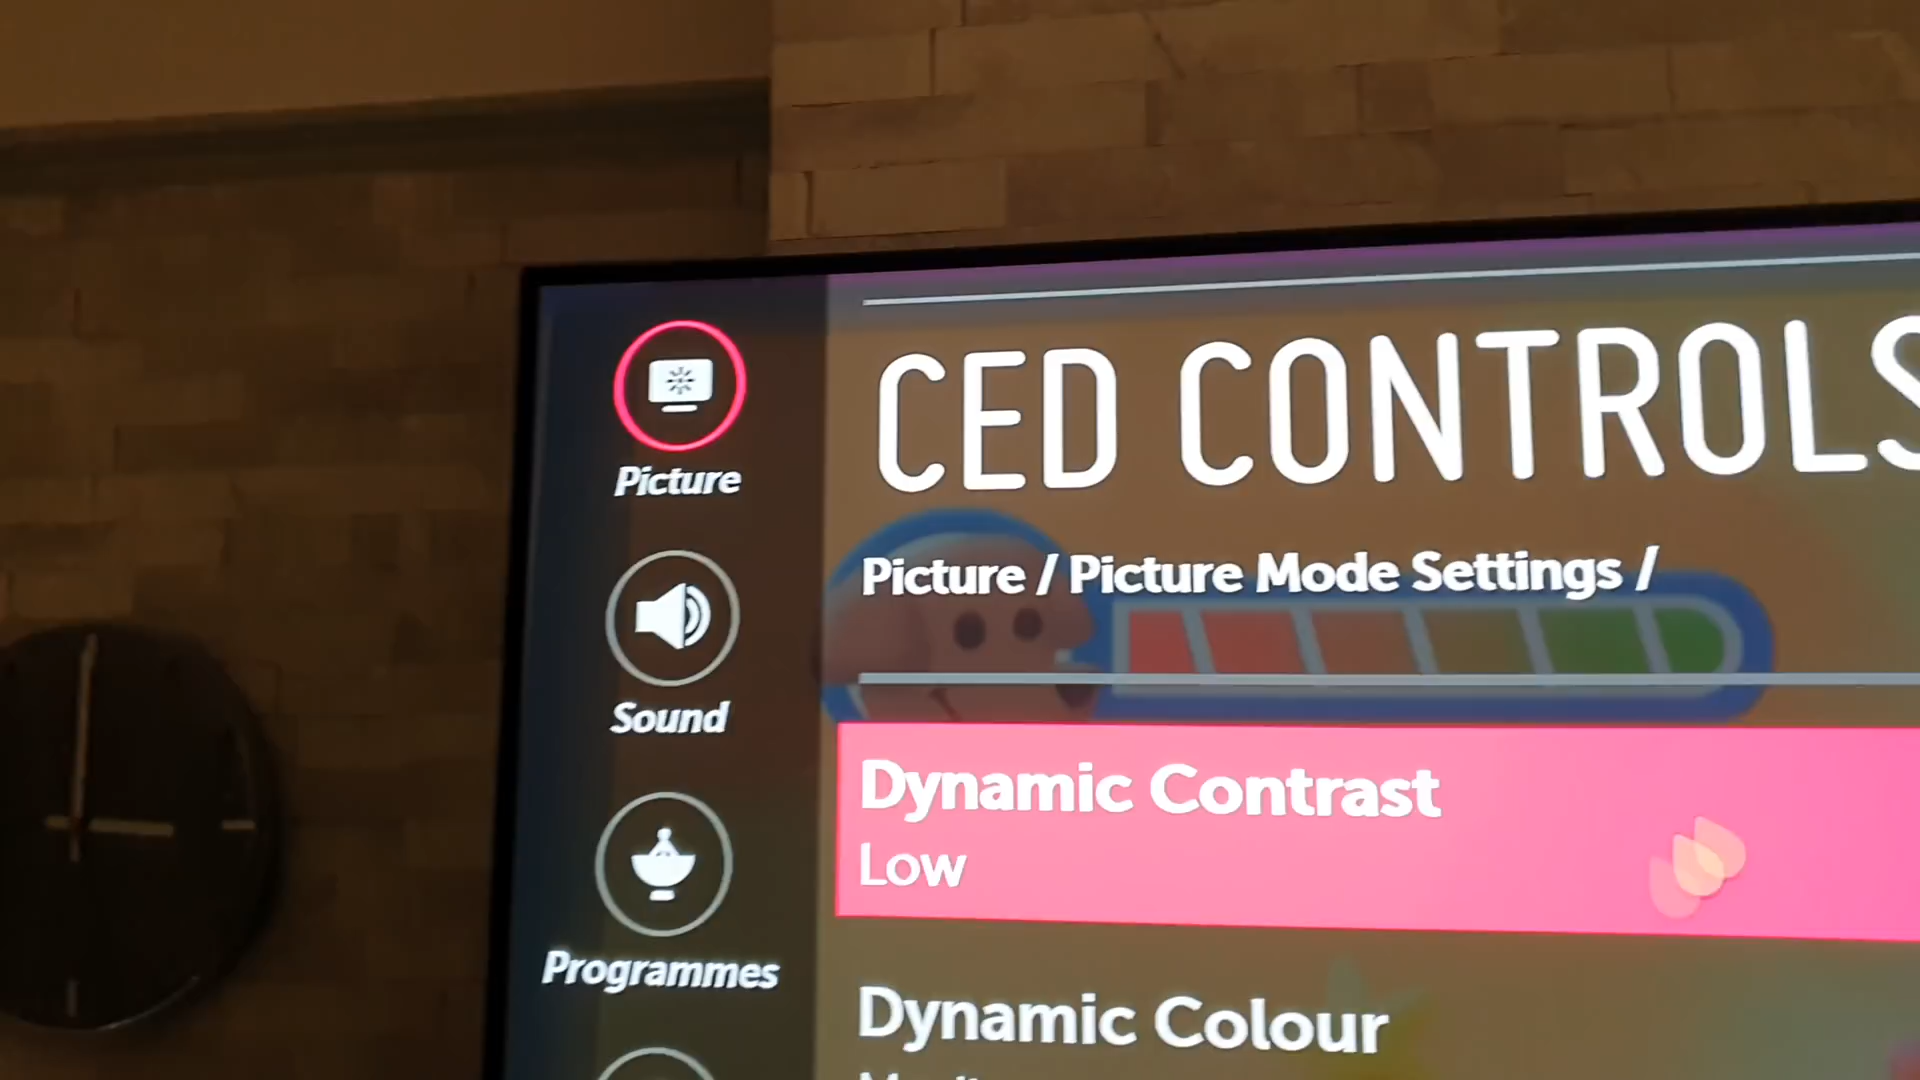 Picture
Sound
Programmes
CED CONTROLS
Picture / Picture Mode Settings /
Dynamic Contrast
Low
Dynamic Colour